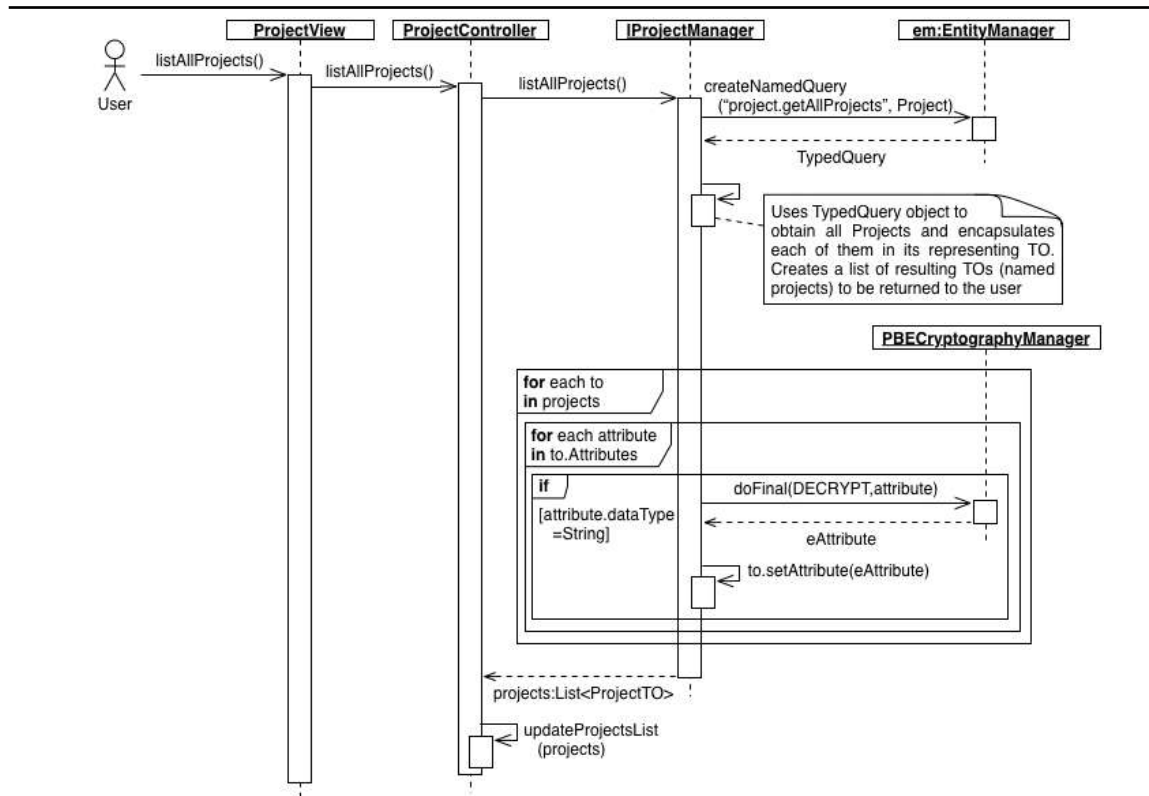 ProjectView
ProjectController
IProjectManager
em:EntityManager
listAllProjects()
User
listAllProjects()
listAllProjects()
createNamedQuery
("project.getAllProjects", Project)
TypedQuery
Uses TypedQuery object to
obtain all Projects and encapsulates
each of them in its representing TO.
Creates a list of resulting TOs (named
projects) to be returned to the user
PBECryptographyManager
for each to
in projects
for each attribute
in to.Attributes
if
[attribute.dataType
=String]
doFinal(DECRYPT,attribute)
eAttribute
to.setAttribute(eAttribute)
projects:List<ProjectTO>
updateProjectsList
(projects)